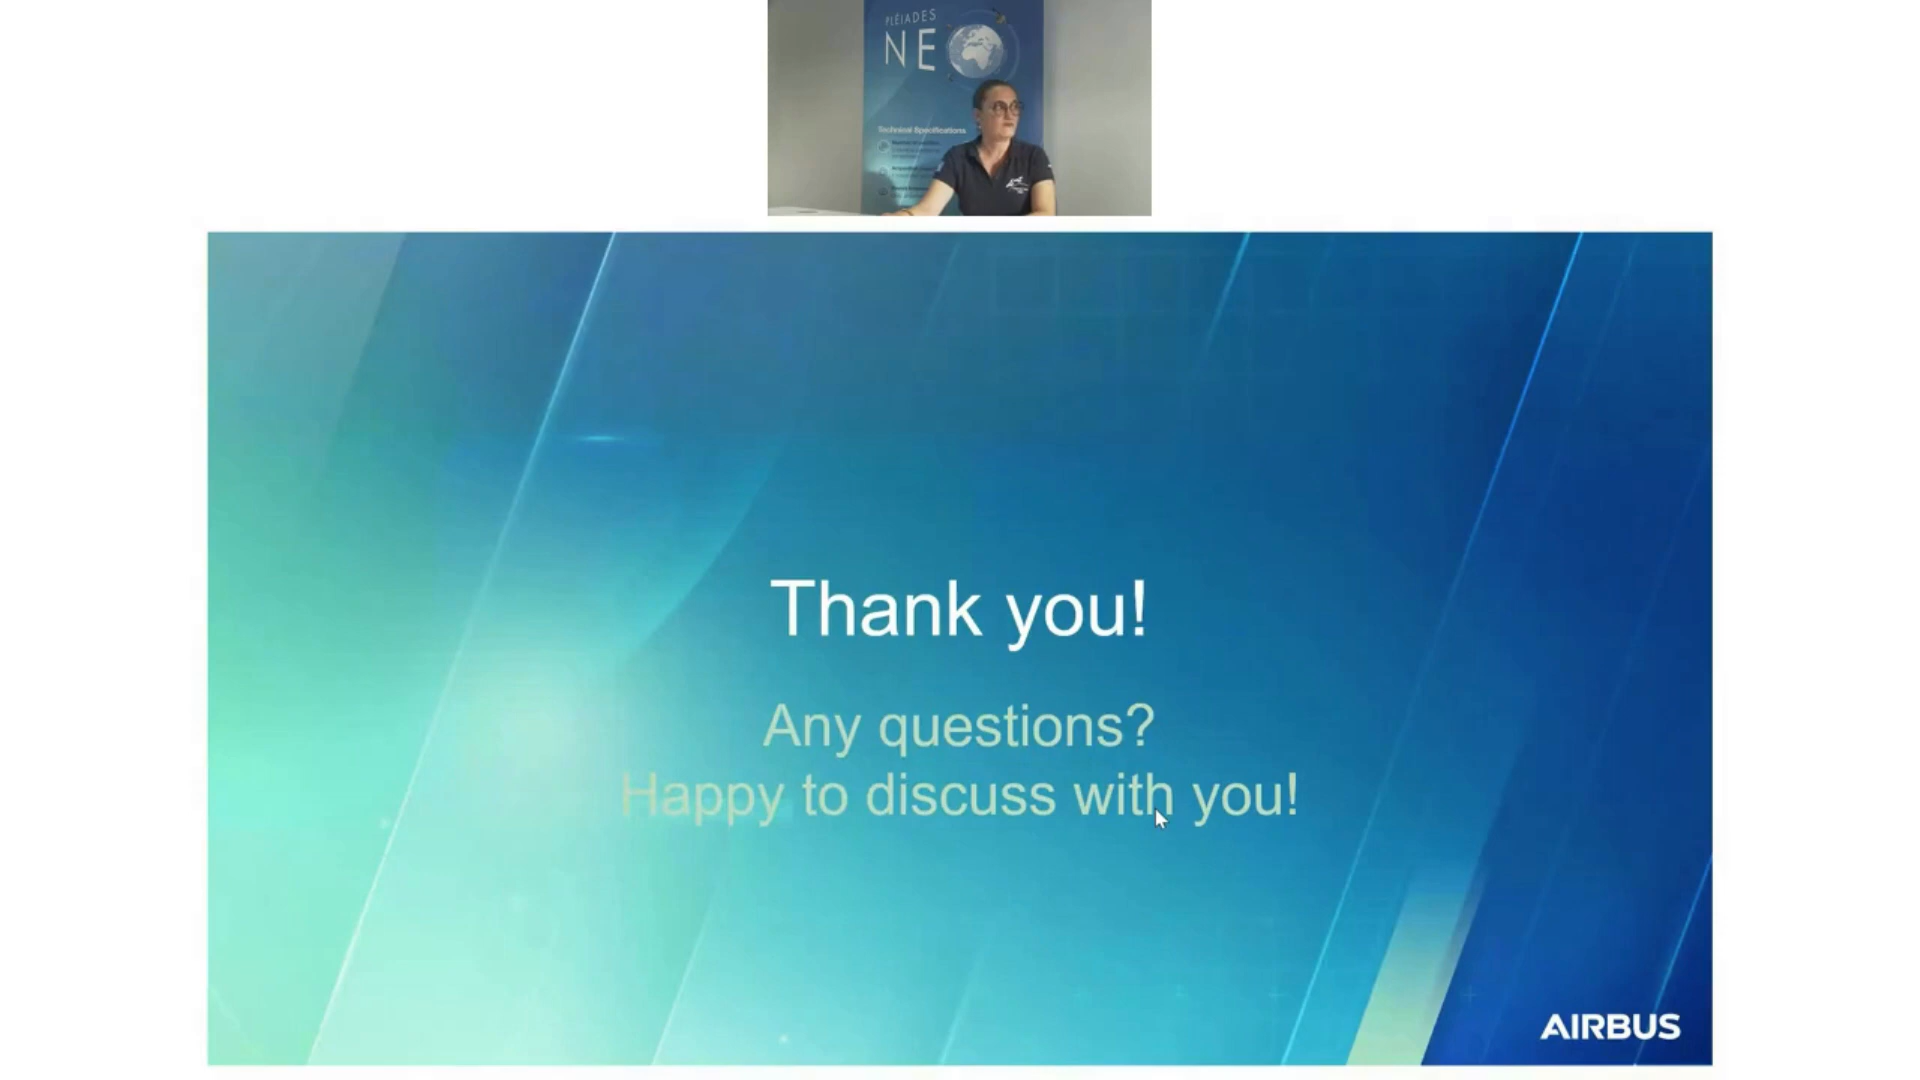 PLÉIADES
NEO
Technical Specifications
Thank you!
Any questions?
Happy to discuss with you!
AIRBUS